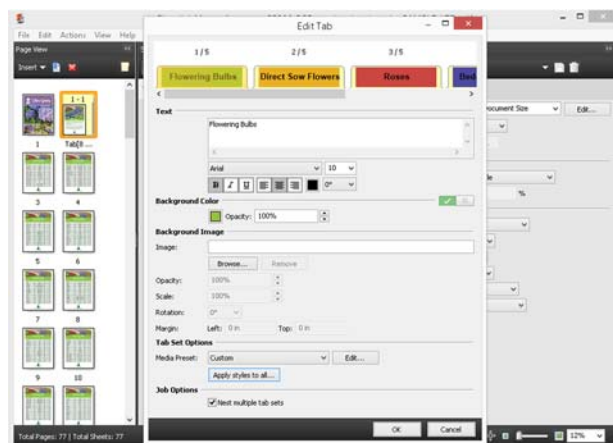 Edit Tab
File Edit Actions View Help
Page View
Insert
1/5 2/5 3/5
Flowering Bulbs Direct Sow Flowers Roses Bed
1 - 1
1 Tab[B ...
3 4
5 6
7 8
9 10
Text
Flowering Bulbs
Arial 10
B I U 0°
Background Color
Opacity: 100%
Background Image
Image:
Browse... Remove
Opacity: 100%
Scale: 100%
Rotation: 0°
Margin: Left: 0 in Top: 0 in
Tab Set Options
Media Preset: Custom Edit...
Apply styles to all...
Job Options
Next multiple tab sets
OK Cancel
ocument Size Edit...
%
Total Pages: 77 | Total Sheets: 77
12%